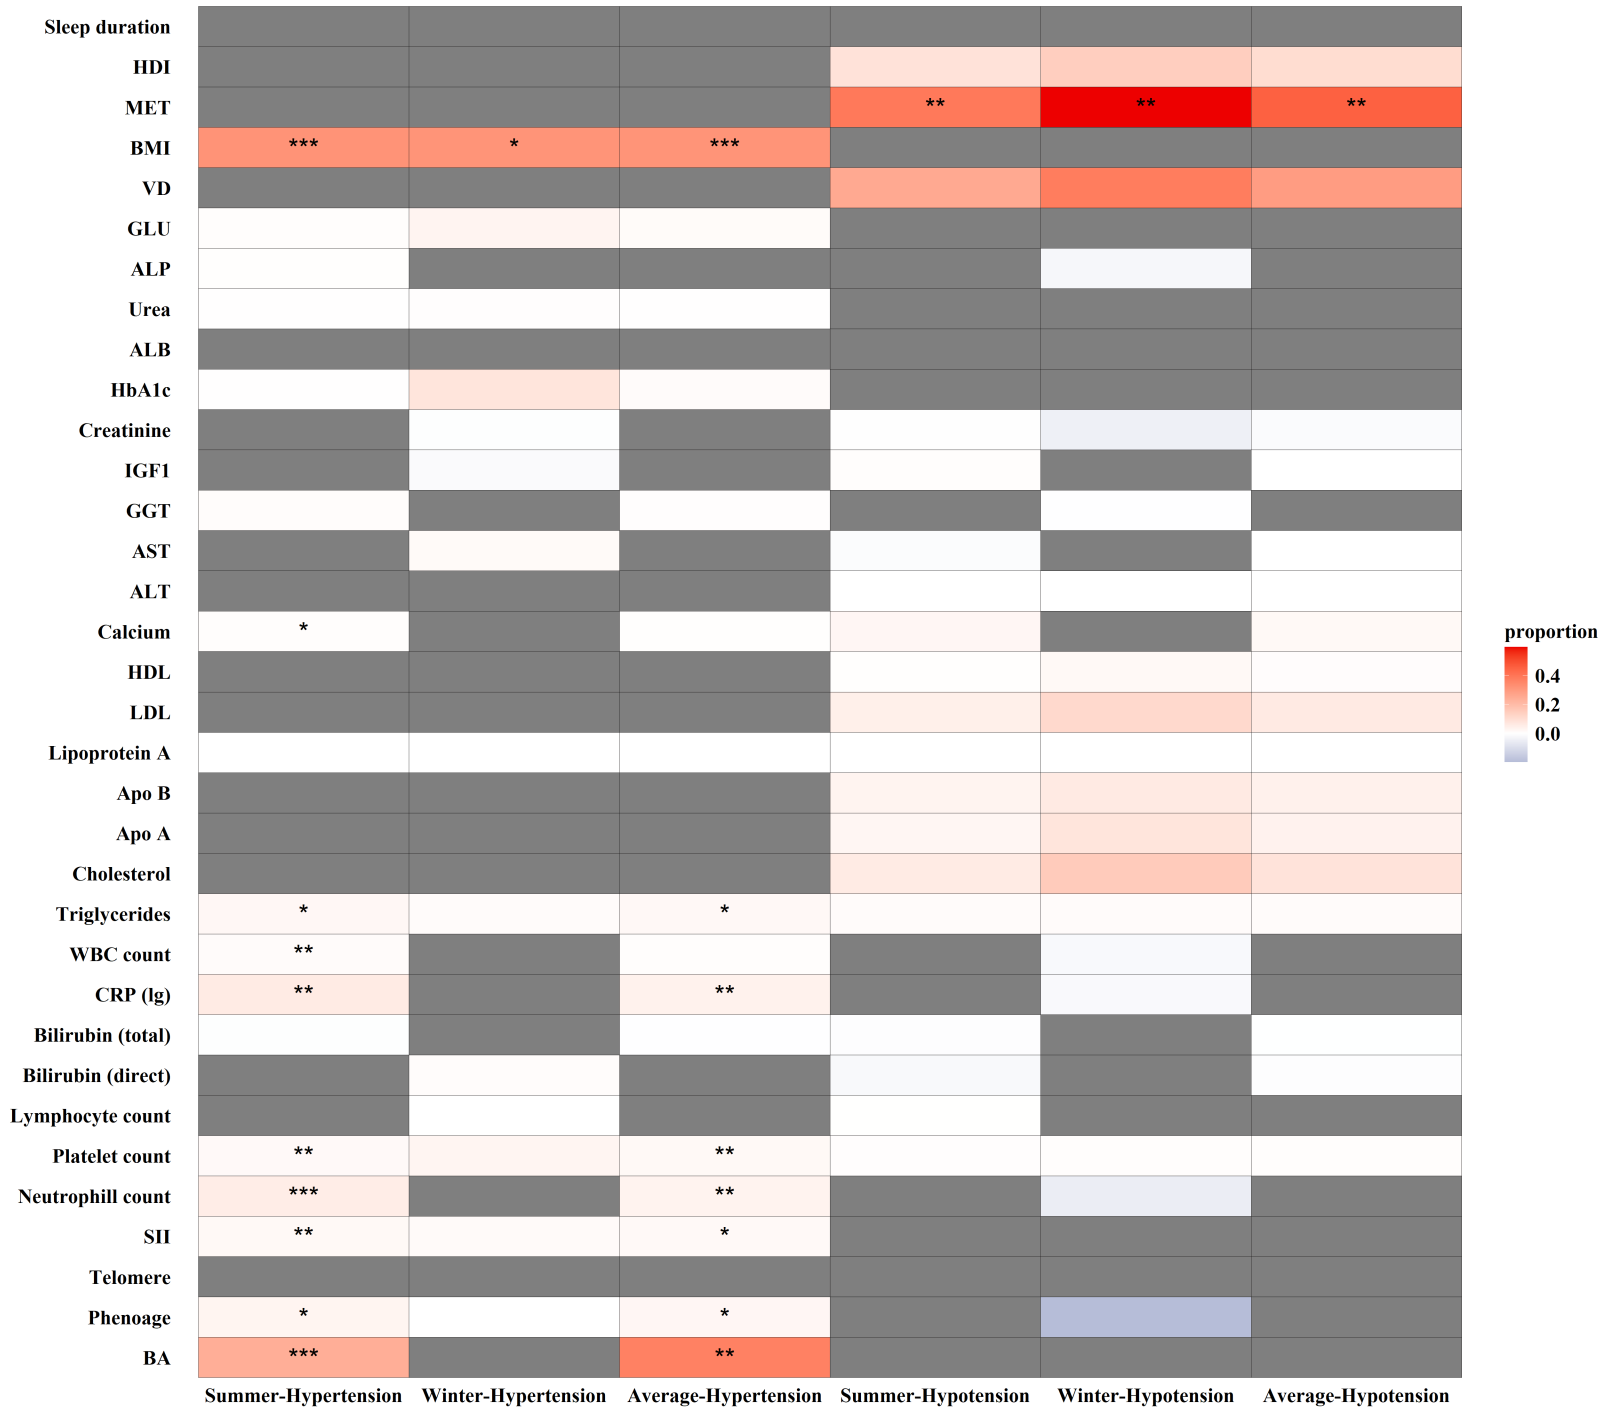 Sleep duration
HDI
MET ** ** **
BMI *** * ***
VD
GLU
ALP
Urea
ALB
HbA1c
Creatinine
IGF1
GGT
AST
ALT
Calcium *
HDL
LDL
Lipoprotein A
Apo B
Apo A
Cholesterol
Triglycerides * *
WBC count **
CRP (lg) ** **
Bilirubin (total)
Bilirubin (direct)
Lymphocyte count
Platelet count ** **
Neutrophill count *** **
SII ** *
Telomere
Phenoage * *
BA *** **
Summer-Hypertension Winter-Hypertension Average-Hypertension Summer-Hypotension Winter-Hypotension Average-Hypotension
proportion
0.4
0.2
0.0